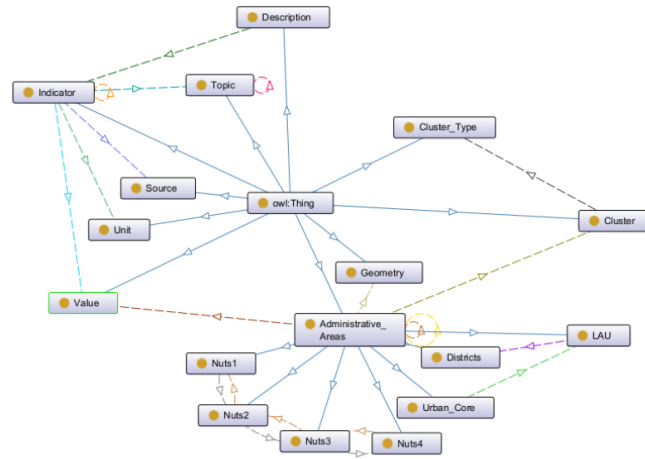 Description
Indicator
Topic
Cluster_Type
Source
owl:Thing
Cluster
Unit
Geometry
Value
Administrative_
Areas
LAU
Nuts1
Districts
Urban_Core
Nuts2
Nuts3
Nuts4